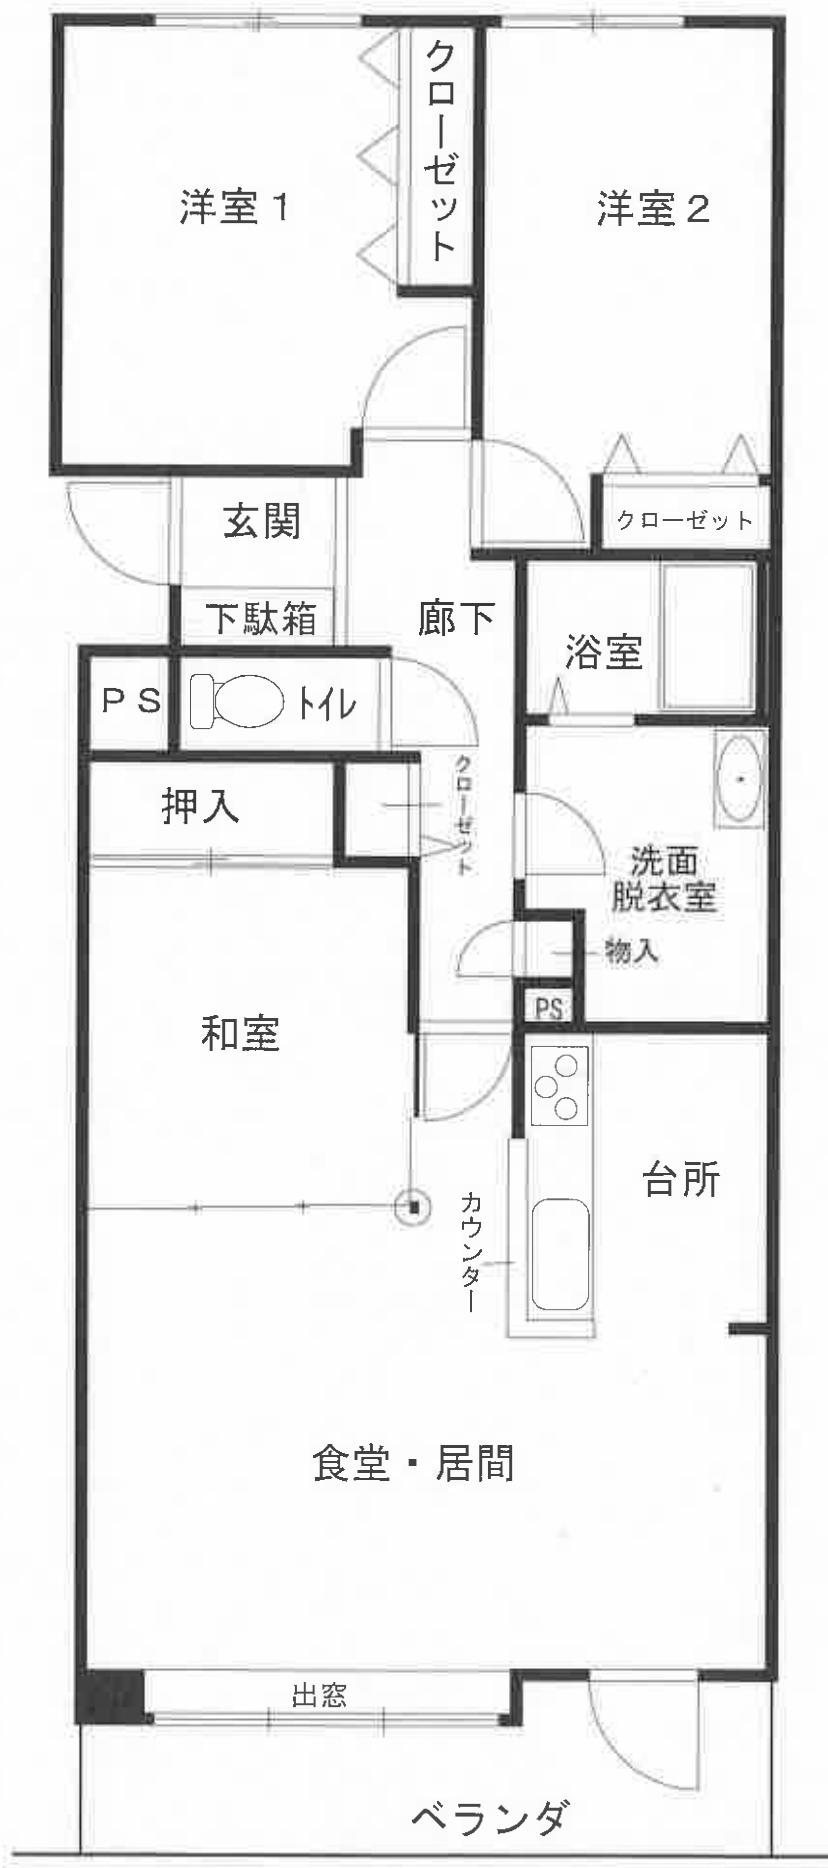 クローゼット
洋室1
洋室2
玄関
クローゼット
下駄箱
廊下
浴室
PS
トイレ
クローゼット
押入
洗面
脱衣室
物入
PS
和室
台所
カウンター
食堂・居間
出窓
ベランダ